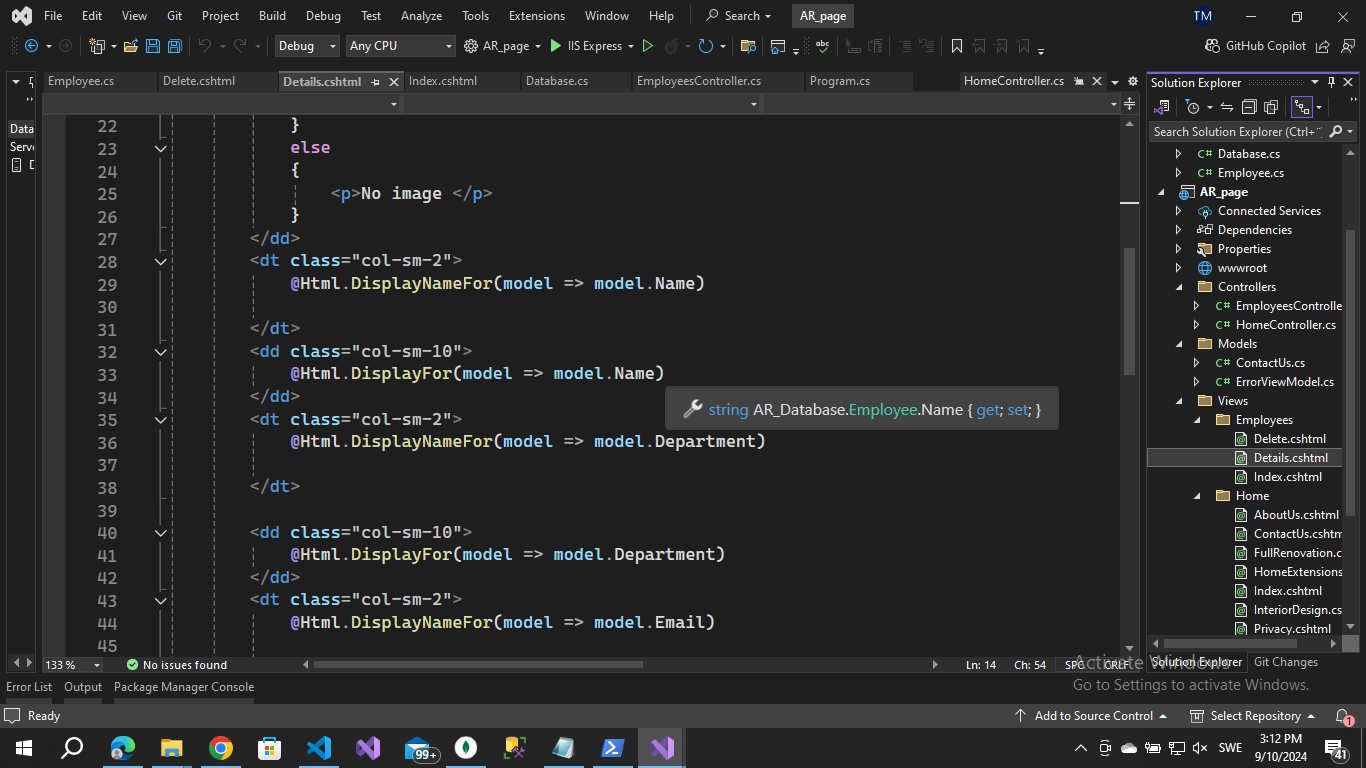 File Edit View Git Project Build Debug Test Analyze Tools Extensions Window Help Search AR_page TM
Debug Any CPU AR_page IIS Express abc GitHub Copilot
Employee.cs Delete.cshtml Details.cshtml Index.cshtml Database.cs EmployeesController.cs Program.cs HomeController.cs
Solution Explorer
Search Solution Explorer (Ctrl+
Data
Serve
D
22 }
23 else
24 {
25 <p>No image </p>
26 }
27 </dd>
28 <dt class="col-sm-2">
29 @Html.DisplayNameFor(model => model.Name)
30
31 </dt>
32 <dd class="col-sm-10">
33 @Html.DisplayFor(model => model.Name)
34 </dd>
35 <dt class="col-sm-2">
36 @Html.DisplayNameFor(model => model.Department)
37
38 </dt>
39
40 <dd class="col-sm-10">
41 @Html.DisplayFor(model => model.Department)
42 </dd>
43 <dt class="col-sm-2">
44 @Html.DisplayNameFor(model => model.Email)
45
string AR_Database.Employee.Name { get; set; }
C# Database.cs
C# Employee.cs
AR_page
Connected Services
Dependencies
Properties
wwwroot
Controllers
C# EmployeesControlle
C# HomeController.cs
Models
C# ContactUs.cs
C# ErrorViewModel.cs
Views
Employees
Delete.cshtml
Details.cshtml
Index.cshtml
Home
AboutUs.cshtml
ContactUs.cshtm
FullRenovation.c
HomeExtensions
Index.cshtml
InteriorDesign.cs
Privacy.cshtml
133 % No issues found Ln: 14 Ch: 54 SPC CRLF
Solution Explorer Git Changes
Activate Windows
Go to Settings to activate Windows.
Error List Output Package Manager Console
Ready Add to Source Control Select Repository 1
99+ SWE 3:12 PM
9/10/2024 41